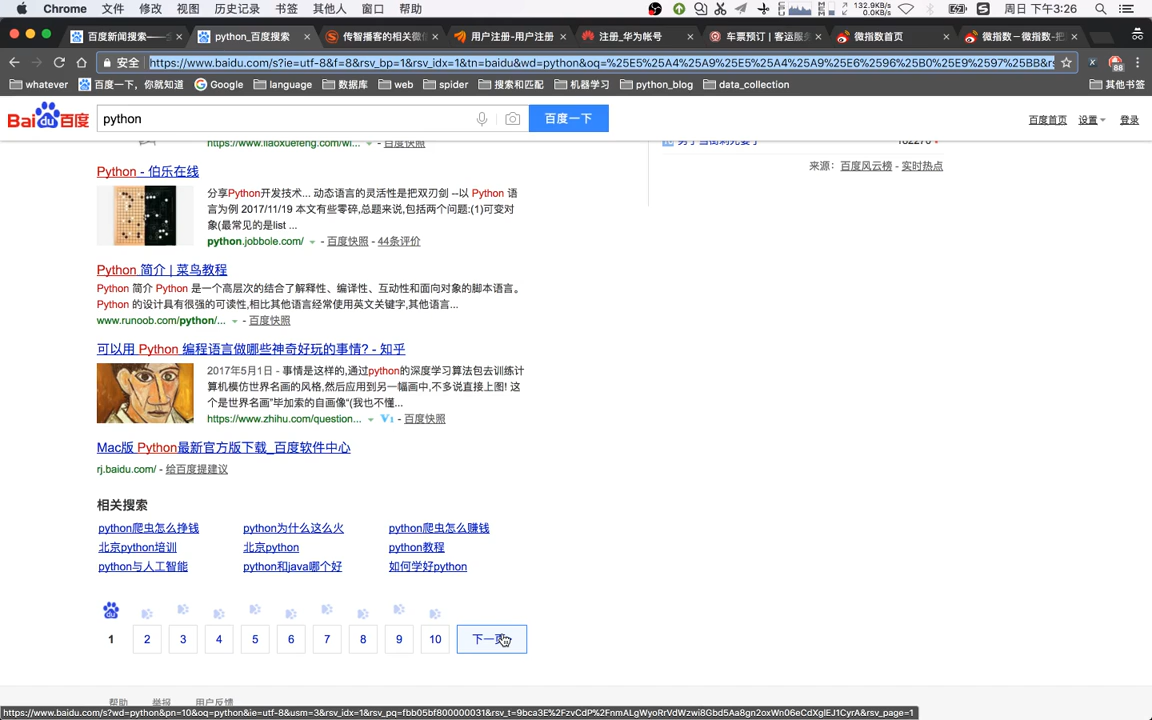 Chrome 文件 修改 视图 历史记录 书签 其他人 窗口 帮助 132.9KB/s 0.0KB/s 周日 下午3:26
百度新闻搜索—— python_百度搜索 传智播客的相关微 用户注册-用户注册 注册_华为帐号 车票预订 | 客运服务 微指数首页 微指数－微指数-把
安全 https://www.baidu.com/s?ie=utf-8&f=8&rsv_bp=1&rsv_idx=1&tn=baidu&wd=python&oq=%25E5%25A4%25A9%25E5%25A4%25A9%25E6%2596%25B0%25E9%2597%25BB&r 88
whatever 百度一下，你就知道 Google language 数据库 web spider 搜索和匹配 机器学习 python_blog data_collection 其他书签
Bai du 百度 python 百度一下 百度首页 设置 登录
https://www.liaoxuefeng.com/wi... - 百度快照
来源：百度风云榜 - 实时热点
Python - 伯乐在线
分享Python开发技术... 动态语言的灵活性是把双刃剑 --以 Python 语
言为例 2017/11/19 本文有些零碎,总题来说,包括两个问题:(1)可变对
象(最常见的是list ...
python.jobbole.com/ - 百度快照 - 44条评价
Python 简介 | 菜鸟教程
Python 简介 Python 是一个高层次的结合了解释性、编译性、互动性和面向对象的脚本语言。
Python 的设计具有很强的可读性,相比其他语言经常使用英文关键字,其他语言...
www.runoob.com/python/... - 百度快照
可以用 Python 编程语言做哪些神奇好玩的事情? - 知乎
2017年5月1日 - 事情是这样的,通过python的深度学习算法包去训练计
算机模仿世界名画的风格,然后应用到另一幅画中,不多说直接上图! 这
个是世界名画"毕加索的自画像"(我也不懂...
https://www.zhihu.com/question... V1 - 百度快照
Mac版 Python最新官方版下载_百度软件中心
rj.baidu.com/ - 给百度提建议
相关搜索
python爬虫怎么挣钱 python为什么这么火 python爬虫怎么赚钱
北京python培训 北京python python教程
python与人工智能 python和java哪个好 如何学好python
1 2 3 4 5 6 7 8 9 10 下一页
帮助 举报 用户反馈
https://www.baidu.com/s?wd=python&pn=10&oq=python&ie=utf-8&usm=3&rsv_idx=1&rsv_pq=fbb05bf800000031&rsv_t=9bca3E%2FzvCdP%2FnmALgWyoRrVdWzwi8Gbd5Aa8gn2oxWn06eCdXglEJ1CyrA&rsv_page=1